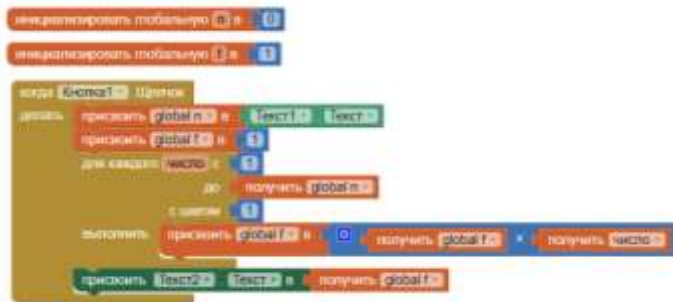 инициализировать глобальную n в 0
инициализировать глобальную f в 1
когда Кнопка1 Щелчок
делать присвоить global n в Текст1 Текст
присвоить global f в 1
для каждого число с 1
до получить global n
с шагом 1
выполнить присвоить global f в получить global f × получить число
присвоить Текст2 Текст в получить global f